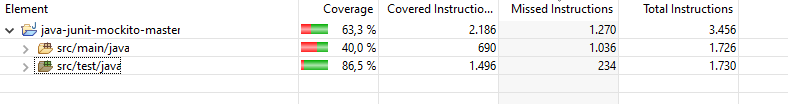 Element Coverage Covered Instructio... Missed Instructions Total Instructions
java-junit-mockito-master 63,3 % 2.186 1.270 3.456
src/main/java 40,0 % 690 1.036 1.726
src/test/java 86,5 % 1.496 234 1.730